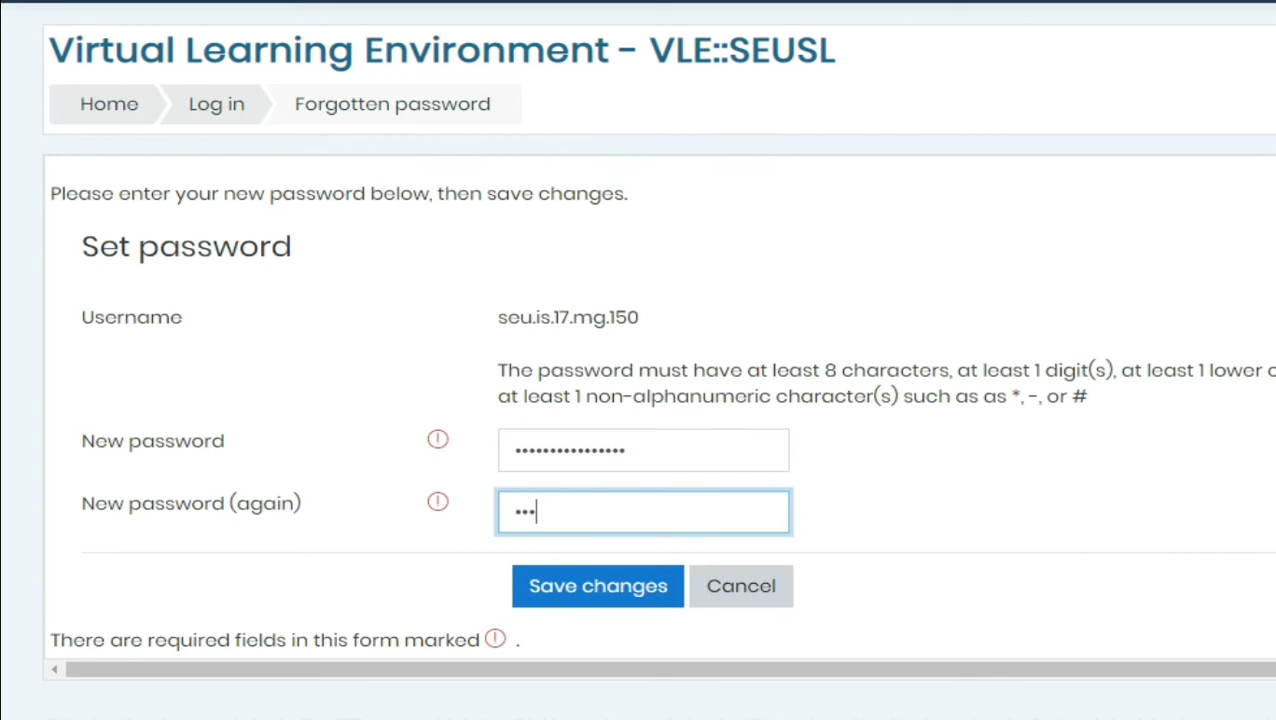 Virtual Learning Environment - VLE::SEUSL
Home Log in Forgotten password
Please enter your new password below, then save changes.
Set password
Username seu.is.17.mg.150
The password must have at least 8 characters, at least 1 digit(s), at least 1 lower
at least 1 non-alphanumeric character(s) such as as *, -, or #
New password ••••••••••••••••
New password (again) •••
Save changes Cancel
There are required fields in this form marked .